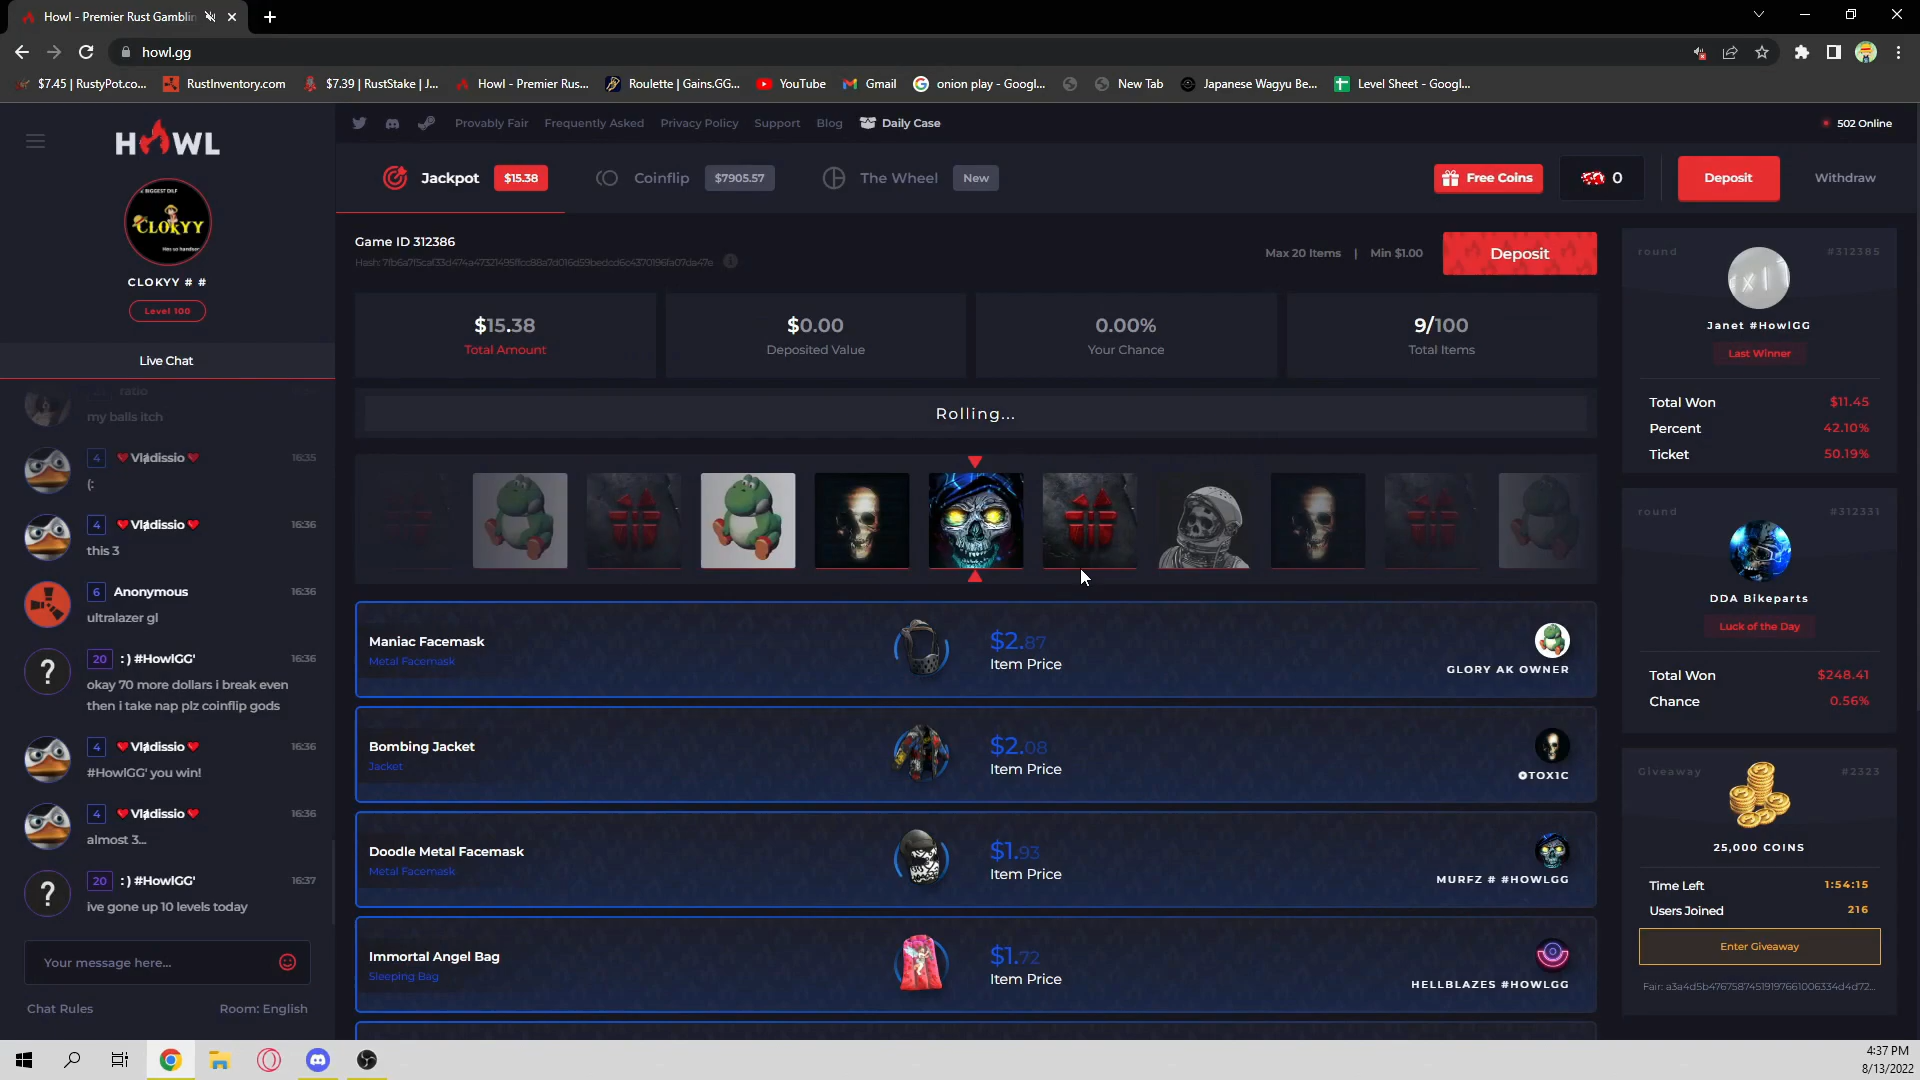 Howl - Premier Rust Gamblin
howl.gg
$7.45 | RustyPot.co...
RustInventory.com
$7.39 | RustStake | J...
Howl - Premier Rus...
Roulette | Gains.GG...
YouTube
Gmail
onion play - Googl...
New Tab
Japanese Wagyu Be...
Level Sheet - Googl...
HOWL
Provably Fair
Frequently Asked
Privacy Policy
Support
Blog
Daily Case
502 Online
Jackpot
$15.38
Coinflip
$7905.57
The Wheel
New
Free Coins
0
Deposit
Withdraw
CLOKYY
CLOKYY # #
Level 100
Live Chat
ratio
my balls itch
4 Vladissio 16:35
(:
4 Vladissio 16:36
this 3
6 Anonymous 16:36
ultralazer gl
20 : ) #HowlGG' 16:36
okay 70 more dollars i break even
then i take nap plz coinflip gods
4 Vladissio 16:36
#HowlGG' you win!
4 Vladissio 16:36
almost 3...
20 : ) #HowlGG' 16:37
ive gone up 10 levels today
Your message here...
Chat Rules
Room: English
Game ID 312386
Max 20 Items | Min $1.00
Deposit
$15.38
Total Amount
$0.00
Deposited Value
0.00%
Your Chance
9/100
Total Items
Rolling...
Maniac Facemask
Metal Facemask
$2.87
Item Price
GLORY AK OWNER
Bombing Jacket
Jacket
$2.08
Item Price
TOX1C
Doodle Metal Facemask
Metal Facemask
$1.93
Item Price
MURFZ # #HOWLGG
Immortal Angel Bag
Sleeping Bag
$1.72
Item Price
HELLBLAZES #HOWLGG
round #312385
Janet #HowlGG
Last Winner
Total Won $11.45
Percent 42.10%
Ticket 50.19%
round #312331
DDA Bikeparts
Luck of the Day
Total Won $248.41
Chance 0.56%
Giveaway #2323
25,000 COINS
Time Left 1:54:15
Users Joined 216
Enter Giveaway
4:37 PM
8/13/2022